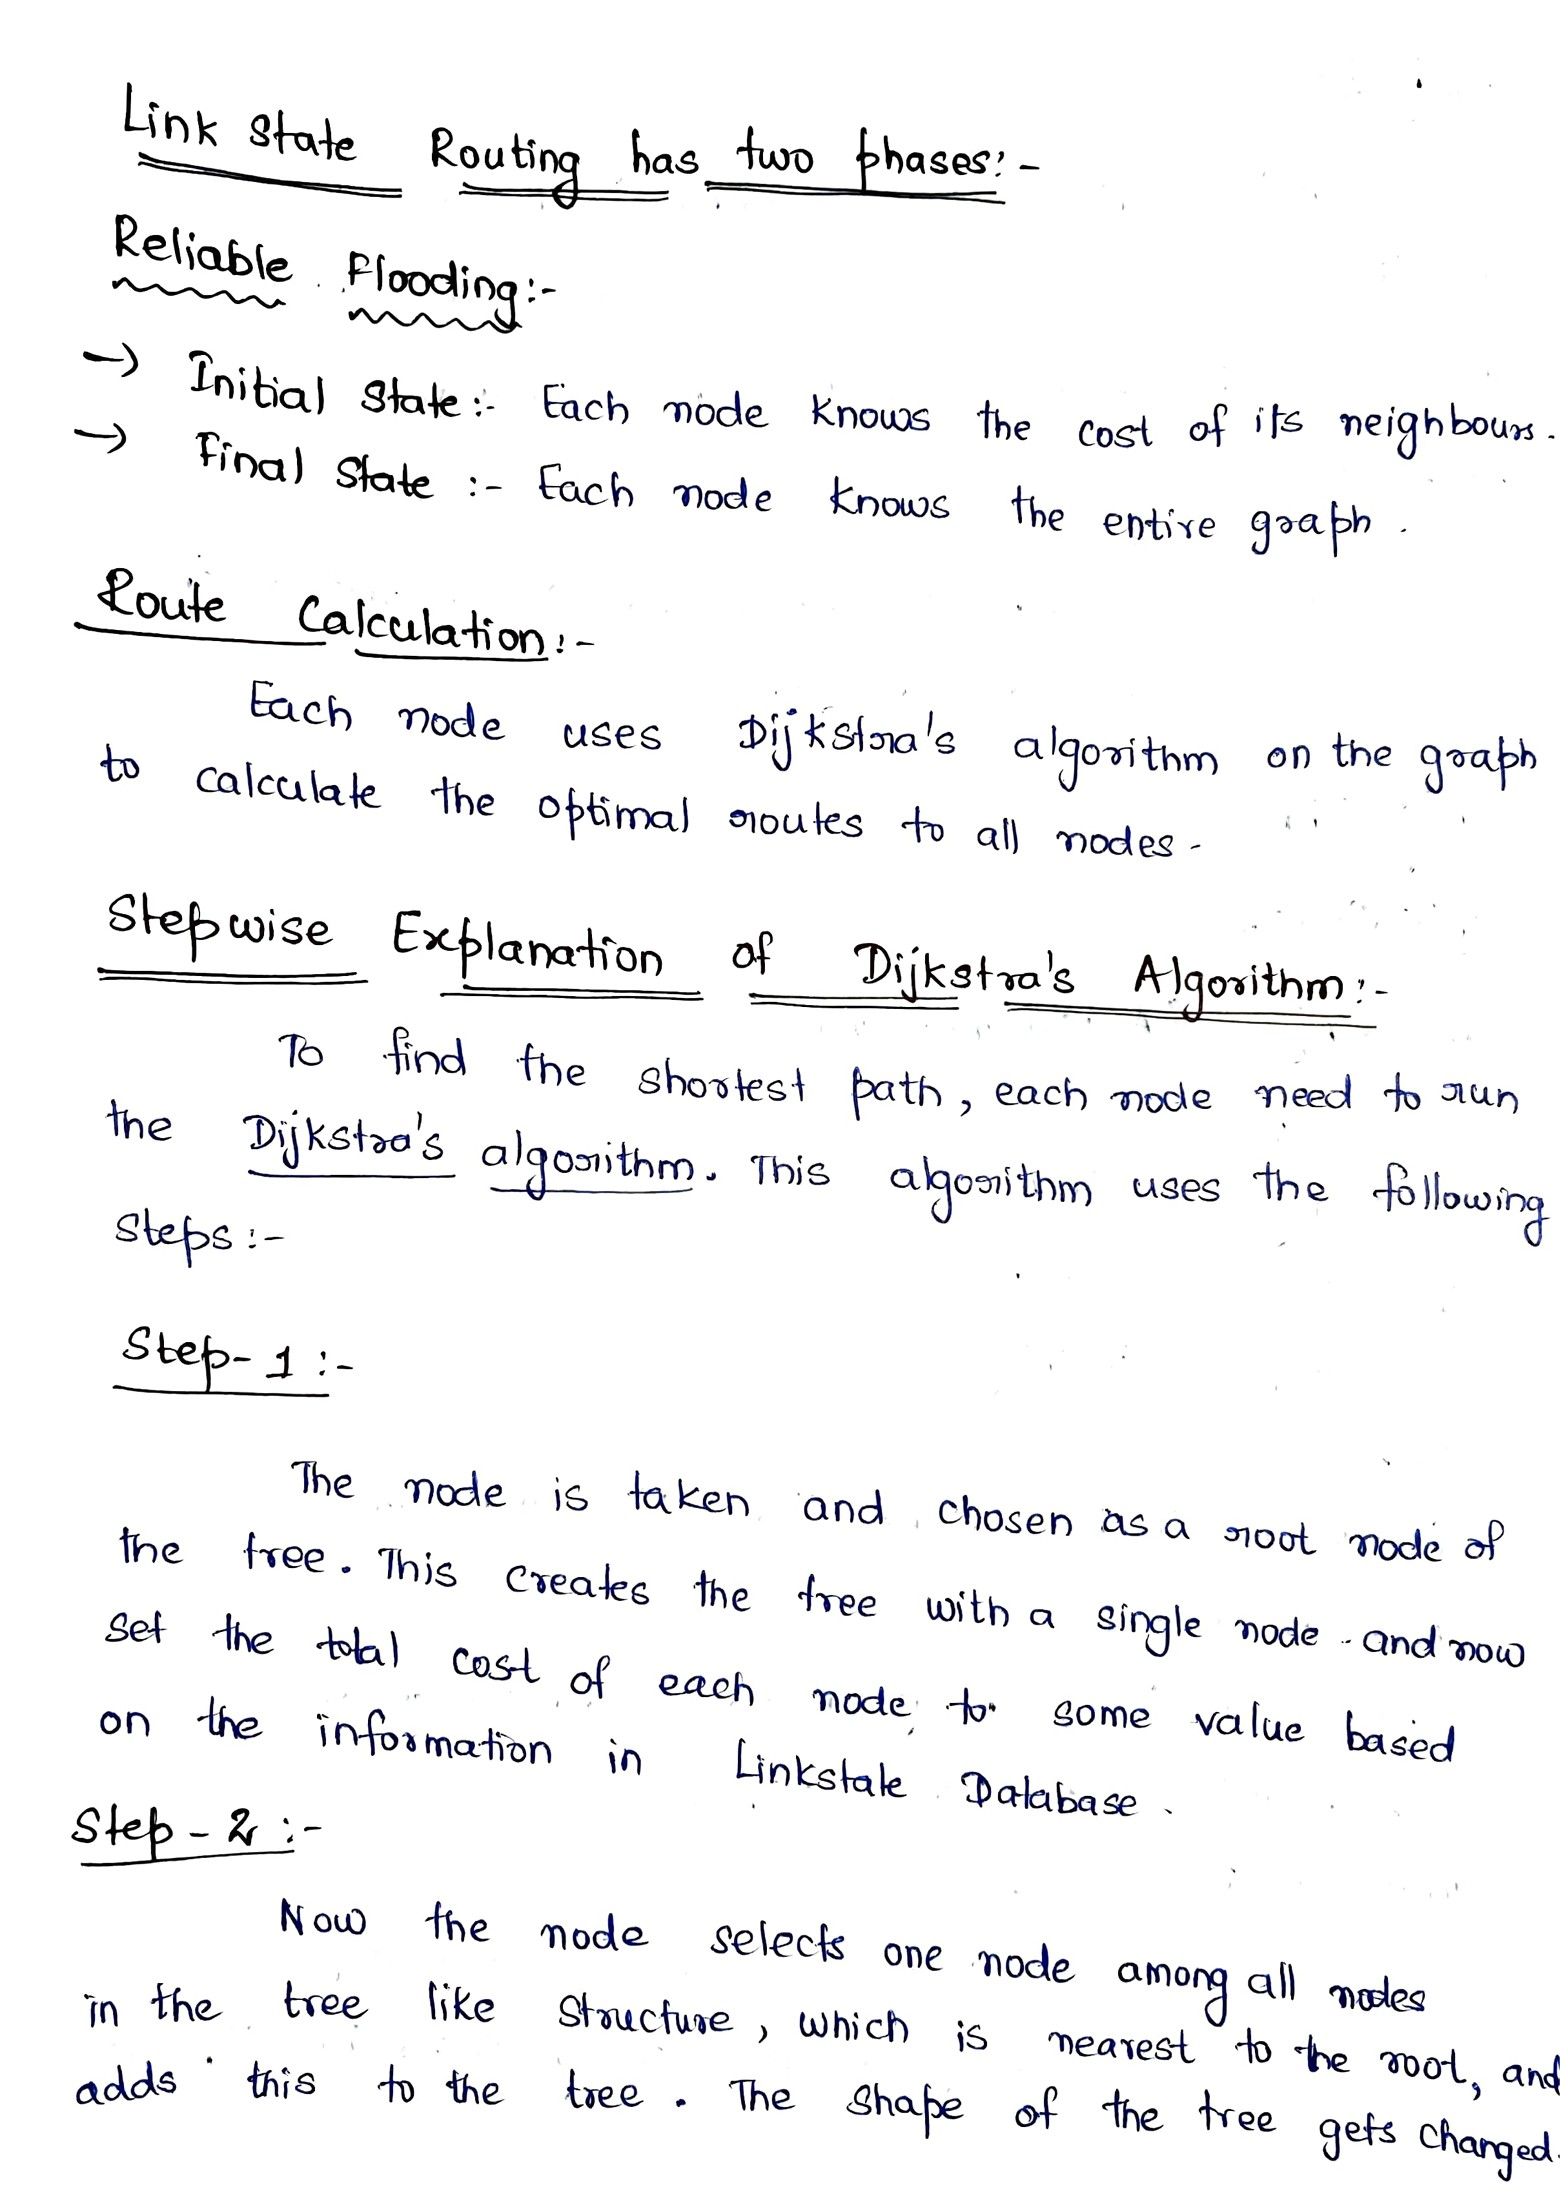 Link State Routing has two phases:-
Reliable Flooding:-
→ Initial State:- Each node knows the cost of its neighbours.
→ Final State :- Each node knows the entire graph.
Route Calculation:-
Each node uses Dijkstra's algorithm on the graph
to calculate the optimal routes to all nodes.
Stepwise Explanation of Dijkstra's Algorithm:-
To find the shortest path, each node need to run
the Dijkstra's algorithm. This algorithm uses the following
steps:-
Step-1:-
The node is taken and chosen as a root node of
the tree. This creates the tree with a single node and now
set the total cost of each node to some value based
on the information in Linkstate Database.
Step-2:-
Now the node selects one node among all nodes
in the tree like structure, which is nearest to the root, and
adds this to the tree. The shape of the tree gets changed.